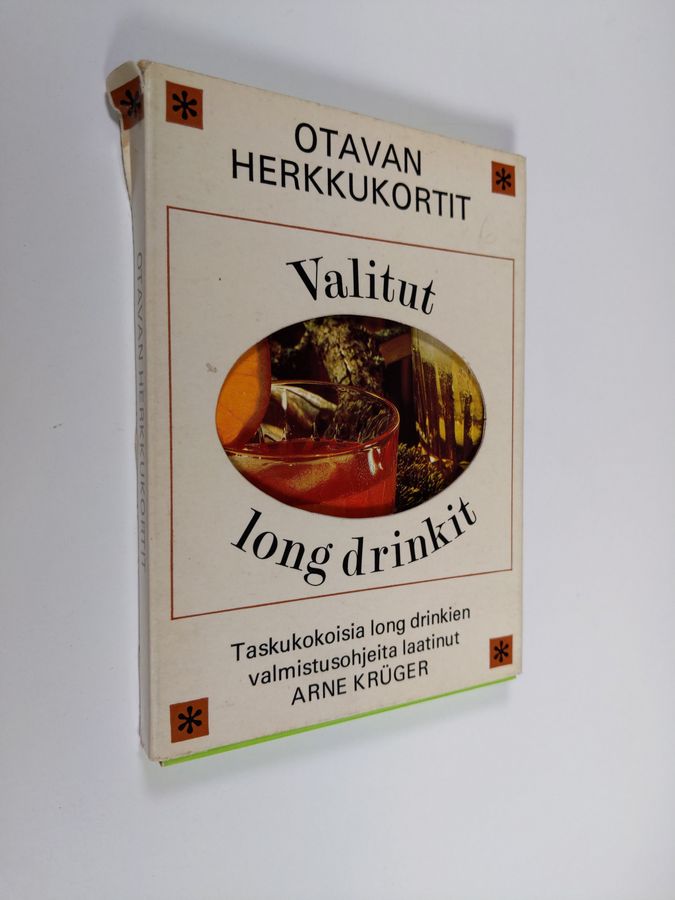 OTAVAN
HERKKUKORTIT
Valitut
long drinkit
Taskukokoisia long drinkien
valmistusohjeita laatinut
ARNE KRÜGER
OTAVAN HERKKUKORTIT